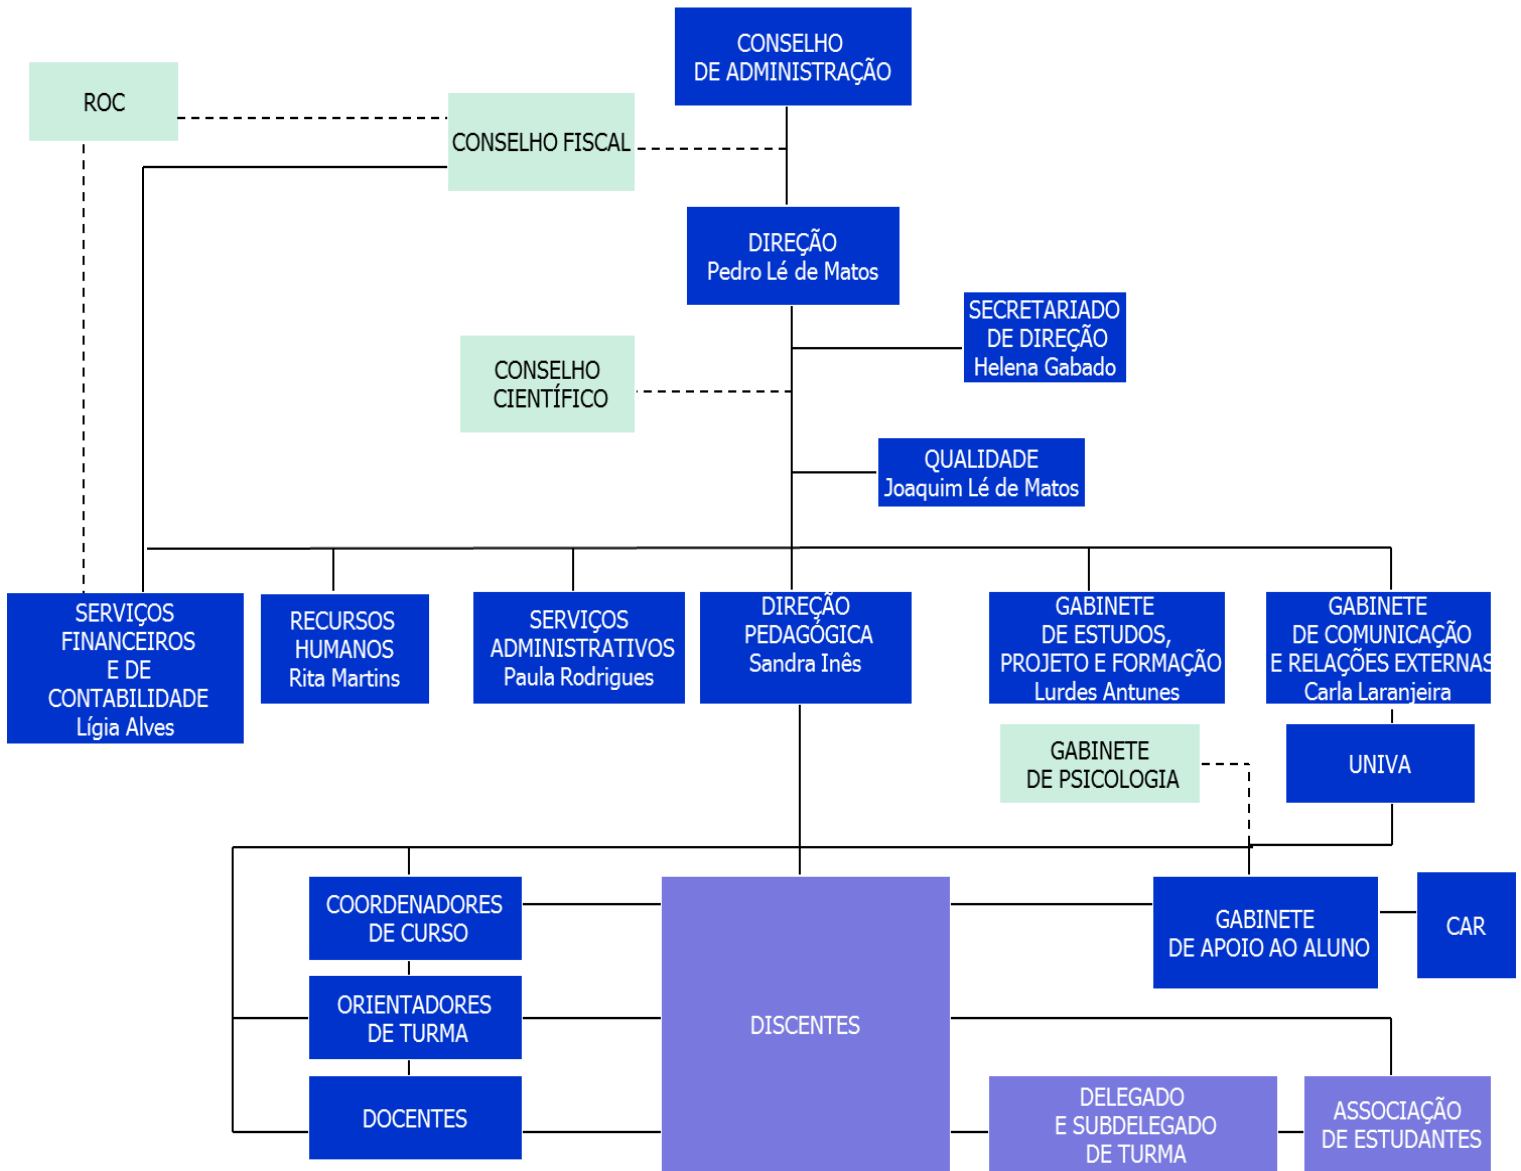 CONSELHO
DE ADMINISTRAÇÃO
ROC
CONSELHO FISCAL
DIREÇÃO
Pedro Lé de Matos
SECRETARIADO
DE DIREÇÃO
Helena Gabado
CONSELHO
CIENTÍFICO
QUALIDADE
Joaquim Lé de Matos
SERVIÇOS
FINANCEIROS
E DE
CONTABILIDADE
Lígia Alves
RECURSOS
HUMANOS
Rita Martins
SERVIÇOS
ADMINISTRATIVOS
Paula Rodrigues
DIREÇÃO
PEDAGÓGICA
Sandra Inês
GABINETE
DE ESTUDOS,
PROJETO E FORMAÇÃO
Lurdes Antunes
GABINETE
DE COMUNICAÇÃO
E RELAÇÕES EXTERNAS
Carla Laranjeira
GABINETE
DE PSICOLOGIA
UNIVA
COORDENADORES
DE CURSO
GABINETE
DE APOIO AO ALUNO
CAR
ORIENTADORES
DE TURMA
DISCENTES
DOCENTES
DELEGADO
E SUBDELEGADO
DE TURMA
ASSOCIAÇÃO
DE ESTUDANTES